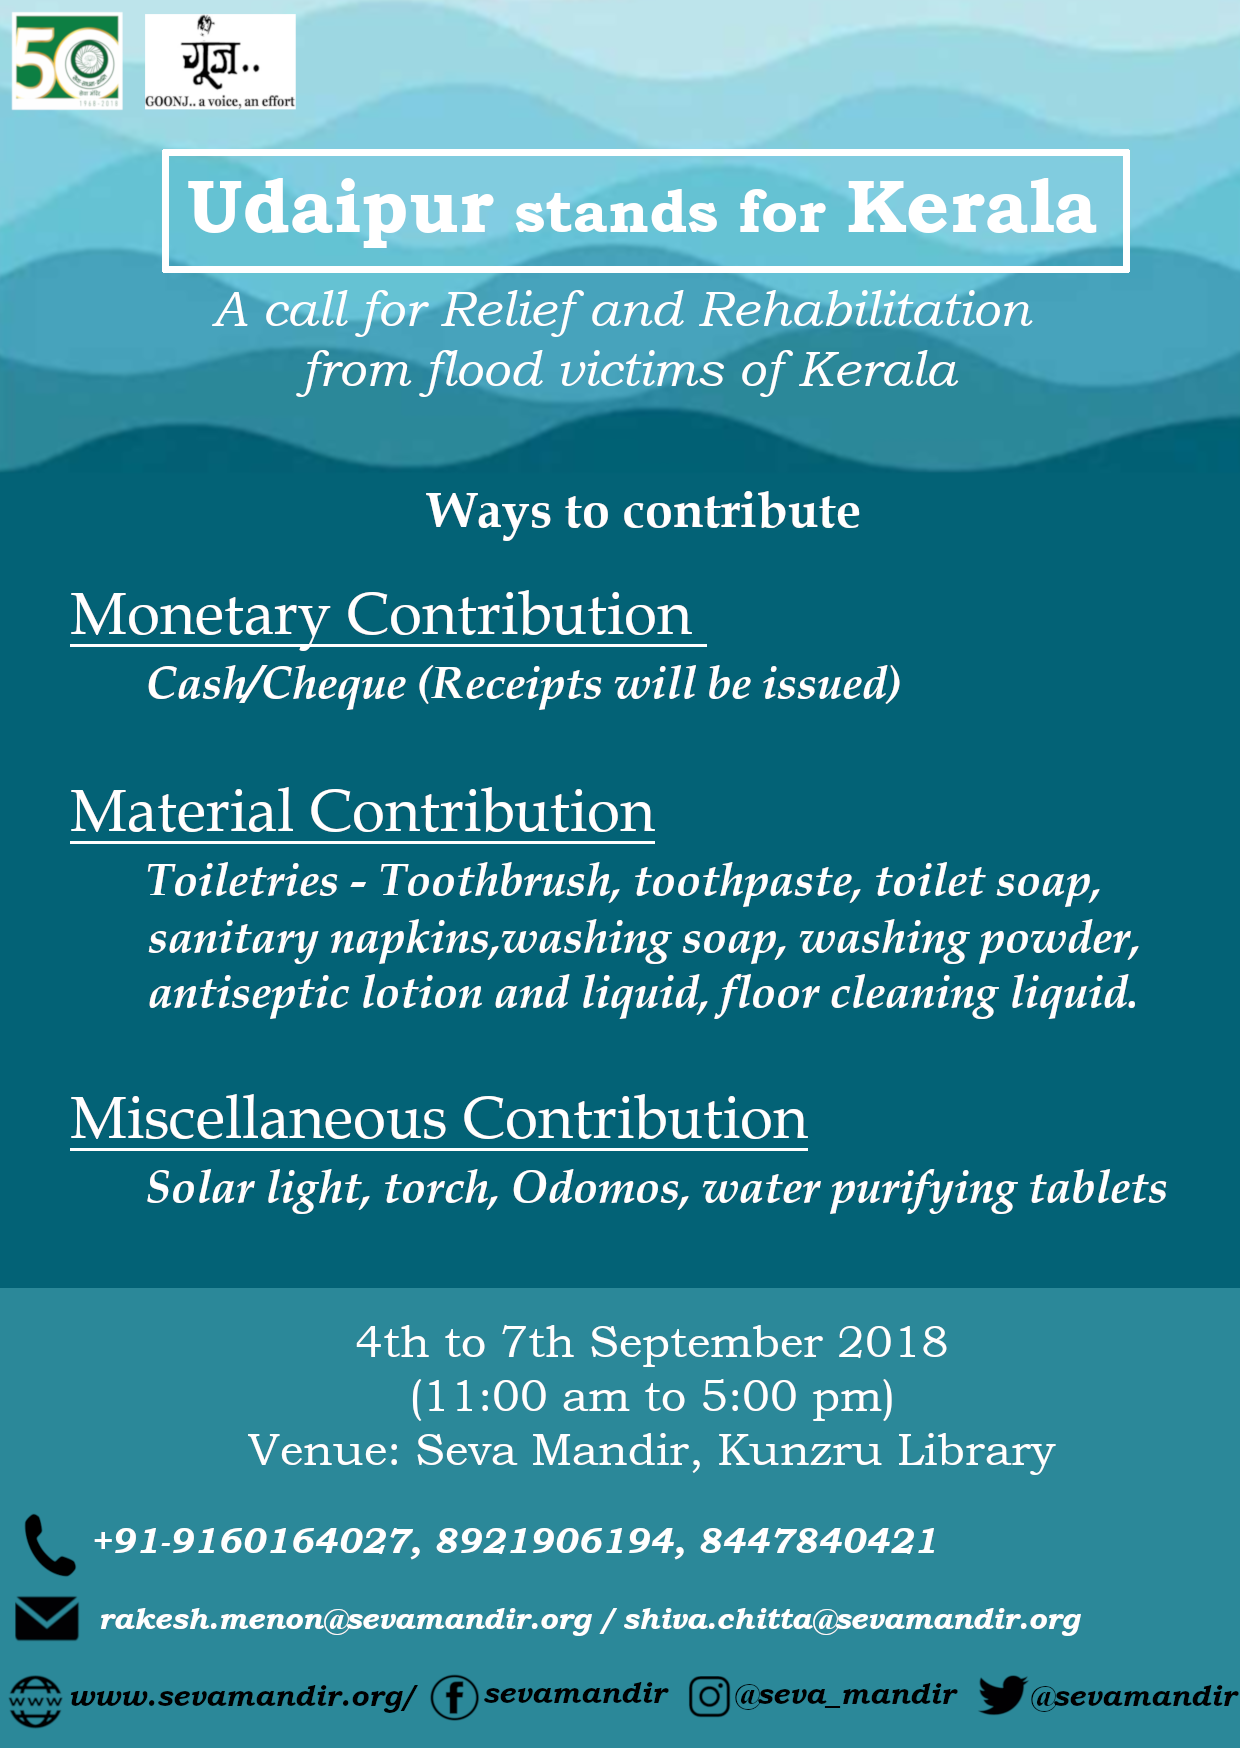 50
1968-2018
गूंज..
GOONJ.. a voice, an effort
Udaipur stands for Kerala
A call for Relief and Rehabilitation
from flood victims of Kerala
Ways to contribute
Monetary Contribution
Cash/Cheque (Receipts will be issued)
Material Contribution
Toiletries - Toothbrush, toothpaste, toilet soap,
sanitary napkins,washing soap, washing powder,
antiseptic lotion and liquid, floor cleaning liquid.
Miscellaneous Contribution
Solar light, torch, Odomos, water purifying tablets
4th to 7th September 2018
(11:00 am to 5:00 pm)
Venue: Seva Mandir, Kunzru Library
+91-9160164027, 8921906194, 8447840421
rakesh.menon@sevamandir.org / shiva.chitta@sevamandir.org
www www.sevamandir.org/ f sevamandir @seva_mandir @sevamandir